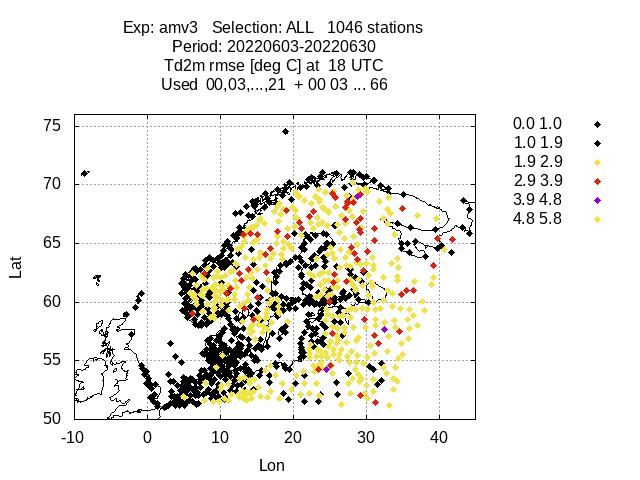 Exp: amv3 Selection: ALL 1046 stations
Period: 20220603-20220630
Td2m rmse [deg C] at 18 UTC
Used 00,03,...,21 + 00 03 ... 66
0.0 1.0
1.0 1.9
1.9 2.9
2.9 3.9
3.9 4.8
4.8 5.8
75
70
65
60
55
50
Lat
-10 0 10 20 30 40
Lon